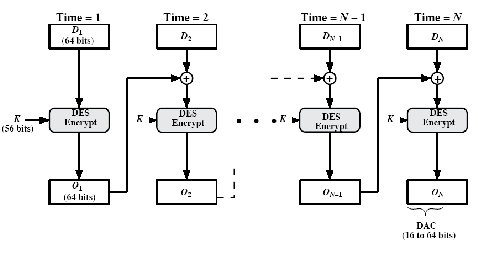 Time = 1
Time = 2
Time = N − 1
Time = N
D1
(64 bits)
D2
DN−1
DN
+
+
+
K
(56 bits)
DES
Encrypt
K
DES
Encrypt
• • •
K
DES
Encrypt
K
DES
Encrypt
O1
(64 bits)
O2
ON−1
ON
DAC
(16 to 64 bits)